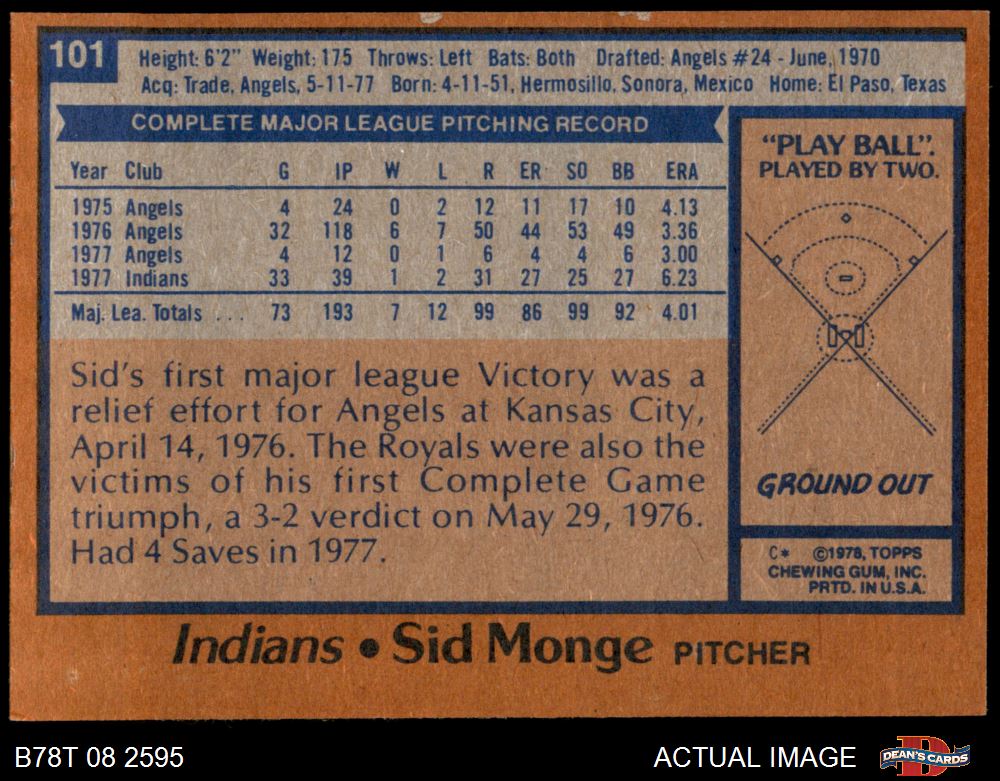 101
Height: 6'2" Weight: 175 Throws: Left Bats: Both Drafted: Angels #24 - June, 1970
Acq: Trade, Angels, 5-11-77 Born: 4-11-51, Hermosillo, Sonora, Mexico Home: El Paso, Texas
COMPLETE MAJOR LEAGUE PITCHING RECORD
Year Club G IP W L R ER SO BB ERA
1975 Angels 4 24 0 2 12 11 17 10 4.13
1976 Angels 32 118 6 7 50 44 53 49 3.36
1977 Angels 4 12 0 1 6 4 4 6 3.00
1977 Indians 33 39 1 2 31 27 25 27 6.23
Maj. Lea. Totals ... 73 193 7 12 99 86 99 92 4.01
Sid's first major league Victory was a
relief effort for Angels at Kansas City,
April 14, 1976. The Royals were also the
victims of his first Complete Game
triumph, a 3-2 verdict on May 29, 1976.
Had 4 Saves in 1977.
"PLAY BALL".
PLAYED BY TWO.
GROUND OUT
C* ©1978, TOPPS
CHEWING GUM, INC.
PRTD. IN U.S.A.
Indians • Sid Monge PITCHER
B78T 08 2595
ACTUAL IMAGE
DEAN'S CARDS